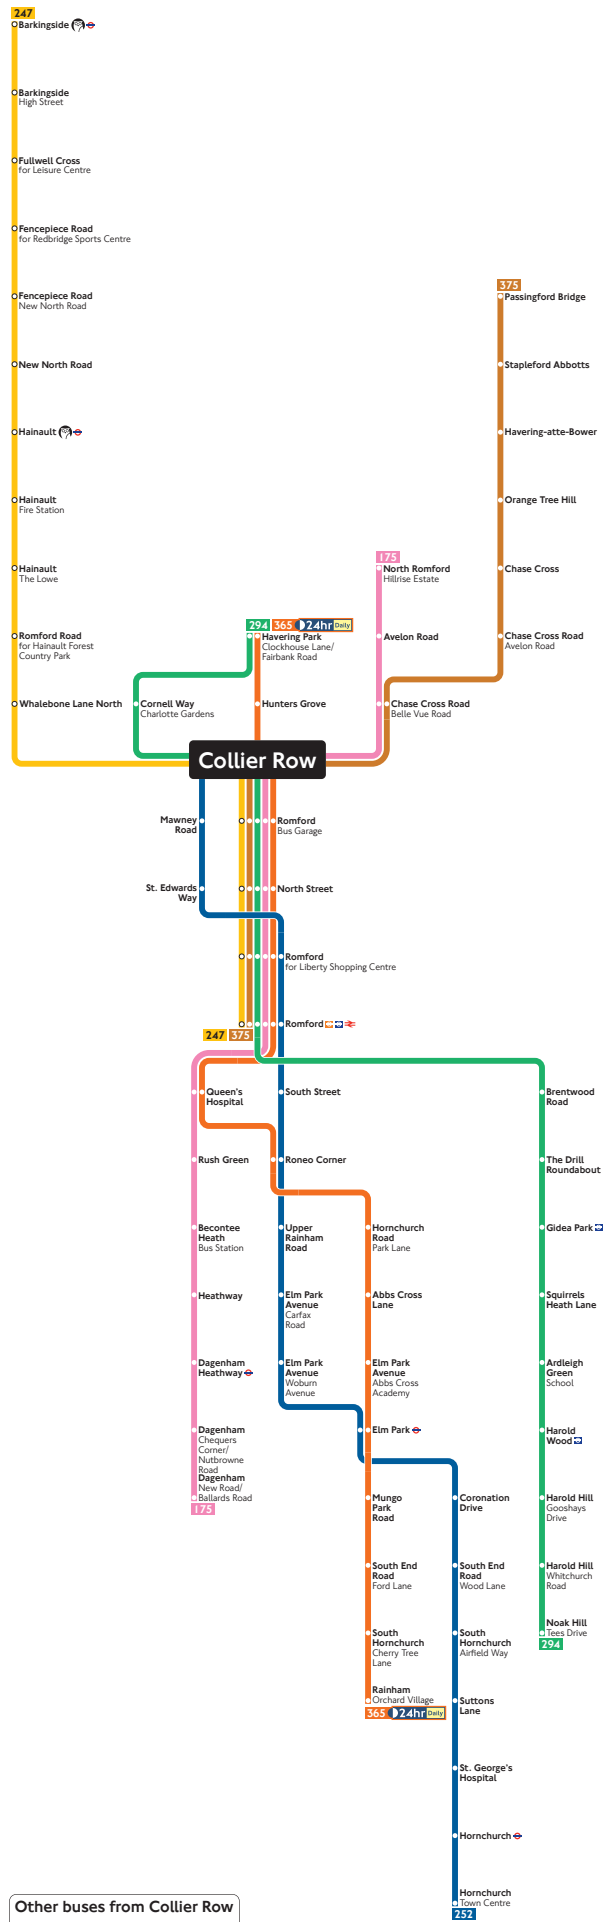 247
Barkingside
Barkingside
High Street
Fullwell Cross
for Leisure Centre
Fencepiece Road
for Redbridge Sports Centre
Fencepiece Road
New North Road
New North Road
Hainault
Hainault
Fire Station
Hainault
The Lowe
Romford Road
for Hainault Forest
Country Park
Whalebone Lane North
375
Passingford Bridge
Stapleford Abbotts
Havering-atte-Bower
Orange Tree Hill
Chase Cross
Chase Cross Road
Avelon Road
175
North Romford
Hillrise Estate
Avelon Road
Chase Cross Road
Belle Vue Road
294 365 24hr Daily
Havering Park
Clockhouse Lane/
Fairbank Road
Cornell Way
Charlotte Gardens
Hunters Grove
Collier Row
Mawney
Road
Romford
Bus Garage
St. Edwards
Way
North Street
Romford
for Liberty Shopping Centre
Romford
247 375
Queen's
Hospital
South Street
Brentwood
Road
Rush Green
Roneo Corner
The Drill
Roundabout
Becontee
Heath
Bus Station
Upper
Rainham
Road
Hornchurch
Road
Park Lane
Gidea Park
Heathway
Elm Park
Avenue
Carfax
Road
Abbs Cross
Lane
Squirrels
Heath Lane
Dagenham
Heathway
Elm Park
Avenue
Woburn
Avenue
Elm Park
Avenue
Abbs Cross
Academy
Ardleigh
Green
School
Dagenham
Chequers
Corner/
Nutbrowne
Road
Elm Park
Harold
Wood
Dagenham
New Road/
Ballards Road
175
Mungo
Park
Road
Coronation
Drive
Harold Hill
Gooshays
Drive
South End
Road
Ford Lane
South End
Road
Wood Lane
Harold Hill
Whitchurch
Road
South
Hornchurch
Cherry Tree
Lane
South
Hornchurch
Airfield Way
Noak Hill
Tees Drive
294
Rainham
Orchard Village
365 24hr Daily
Suttons
Lane
St. George's
Hospital
Hornchurch
Hornchurch
Town Centre
252
Other buses from Collier Row